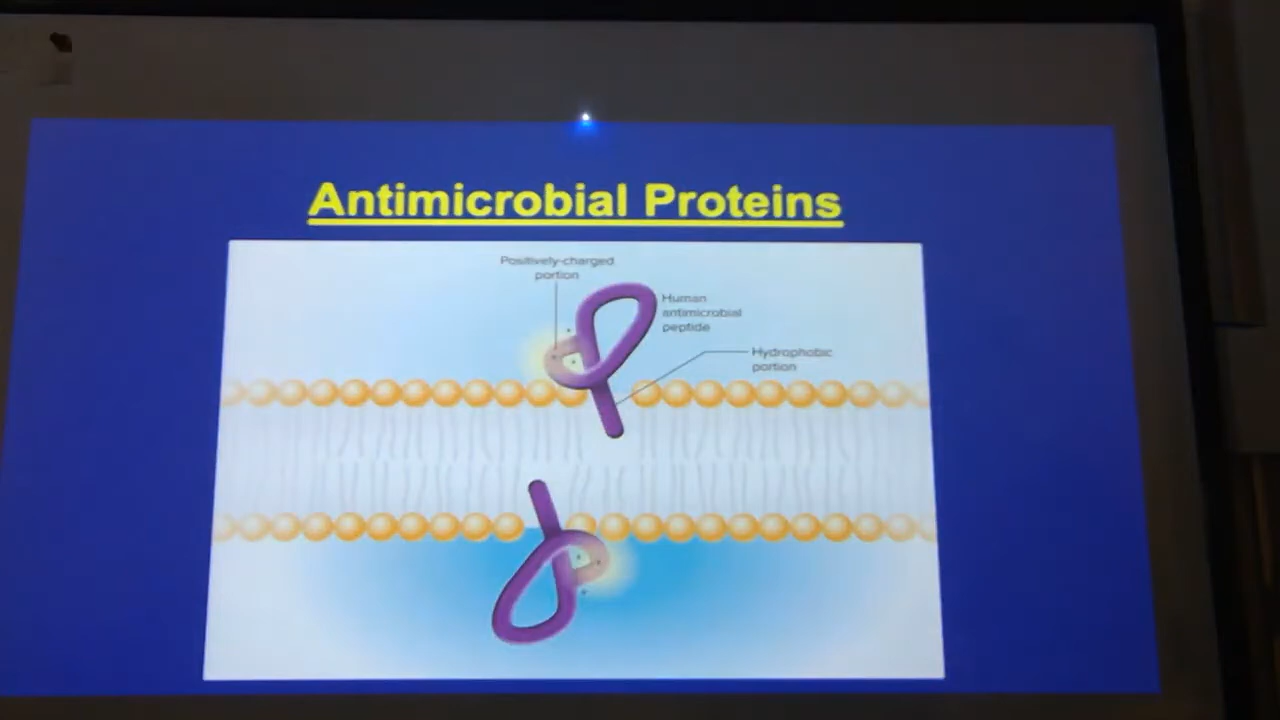 Antimicrobial Proteins
Positively-charged
portion
Human
antimicrobial
peptide
Hydrophobic
portion